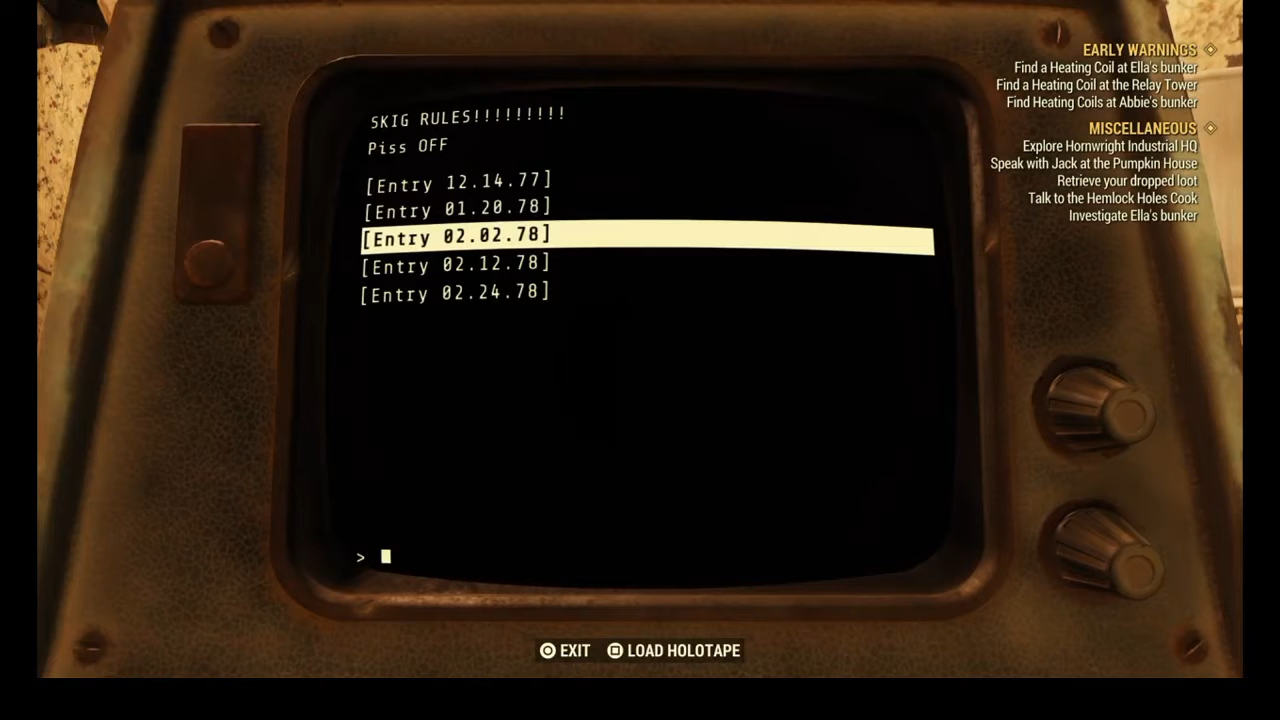 SKIG RULES!!!!!!!!!
Piss OFF
[Entry 12.14.77]
[Entry 01.20.78]
[Entry 02.02.78]
[Entry 02.12.78]
[Entry 02.24.78]
>
EARLY WARNINGS
Find a Heating Coil at Ella's bunker
Find a Heating Coil at the Relay Tower
Find Heating Coils at Abbie's bunker
MISCELLANEOUS
Explore Hornwright Industrial HQ
Speak with Jack at the Pumpkin House
Retrieve your dropped loot
Talk to the Hemlock Holes Cook
Investigate Ella's bunker
EXIT LOAD HOLOTAPE